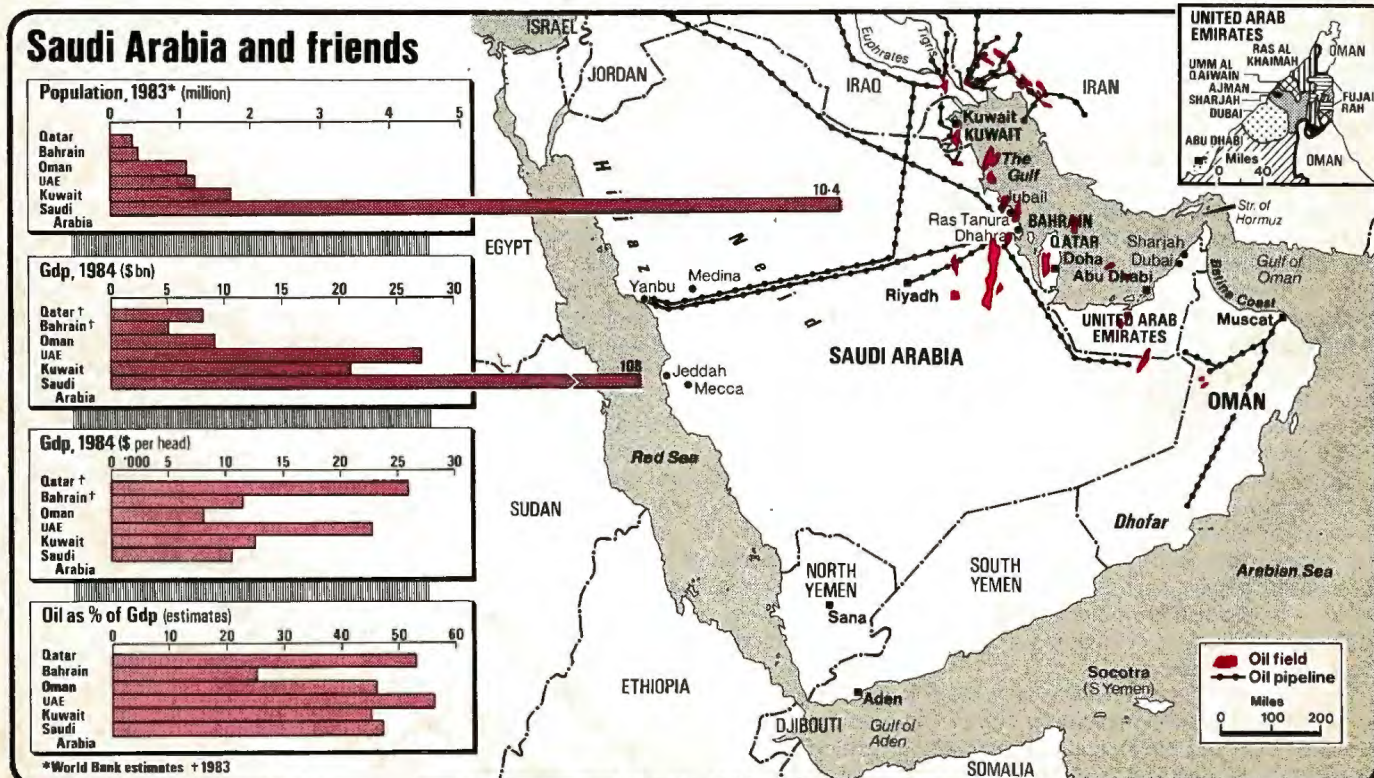 Saudi Arabia and friends
Population, 1983* (million)
0 1 2 3 4 5
Qatar
Bahrain
Oman
UAE
Kuwait
Saudi
Arabia
10·4
Gdp, 1984 ($bn)
0 5 10 15 20 25 30
Qatar †
Bahrain †
Oman
UAE
Kuwait
Saudi
Arabia
108
Gdp, 1984 ($ per head)
0 '000 5 10 15 20 25 30
Qatar †
Bahrain †
Oman
UAE
Kuwait
Saudi
Arabia
Oil as % of Gdp (estimates)
0 10 20 30 40 50 60
Qatar
Bahrain
Oman
UAE
Kuwait
Saudi
Arabia
*World Bank estimates †1983
ISRAEL
JORDAN
Euphrates
Tigris
IRAQ
IRAN
Kuwait
KUWAIT
The
Gulf
Jubail
Ras Tanura
Dhahran
BAHRAIN
QATAR
Doha
Sharjah
Dubai
Abu Dhabi
Str. of
Hormuz
Gulf of
Oman
Batina Coast
Muscat
UNITED ARAB
EMIRATES
EGYPT
Hijaz
Nejd
Medina
Yanbu
Riyadh
SAUDI ARABIA
Jeddah
Mecca
OMAN
Red Sea
SUDAN
Dhofar
NORTH
YEMEN
Sana
SOUTH
YEMEN
Arabian Sea
ETHIOPIA
Aden
DJIBOUTI
Gulf of
Aden
Socotra
(S Yemen)
SOMALIA
UNITED ARAB
EMIRATES
OMAN
RAS AL
KHAIMAH
UMM AL
QAIWAIN
AJMAN
SHARJAH
DUBAI
FUJAI
RAH
ABU DHABI
OMAN
Miles
0 40
Oil field
Oil pipeline
Miles
0 100 200